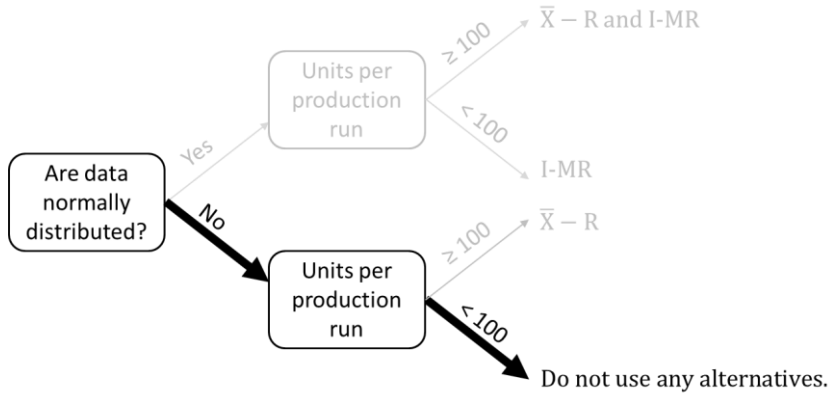 X̅ − R and I-MR
≥ 100
Units per
production
run
< 100
Yes
I-MR
Are data
normally
distributed?
No
X̅ − R
≥ 100
Units per
production
run
< 100
Do not use any alternatives.